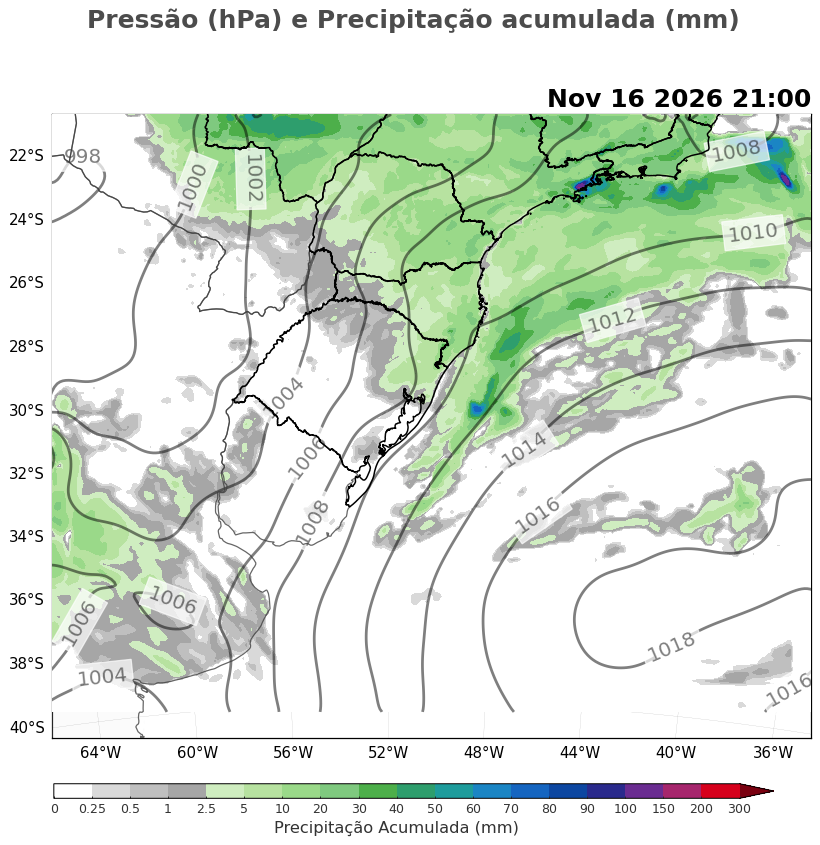 Pressão (hPa) e Precipitação acumulada (mm)
Nov 16 2026 21:00
22°S
24°S
26°S
28°S
30°S
32°S
34°S
36°S
38°S
40°S
998
1000
1002
1008
1010
1012
1004
1006
1014
1008
1016
1006
1006
1018
1004
1016
64°W 60°W 56°W 52°W 48°W 44°W 40°W 36°W
0 0.25 0.5 1 2.5 5 10 20 30 40 50 60 70 80 90 100 150 200 300
Precipitação Acumulada (mm)